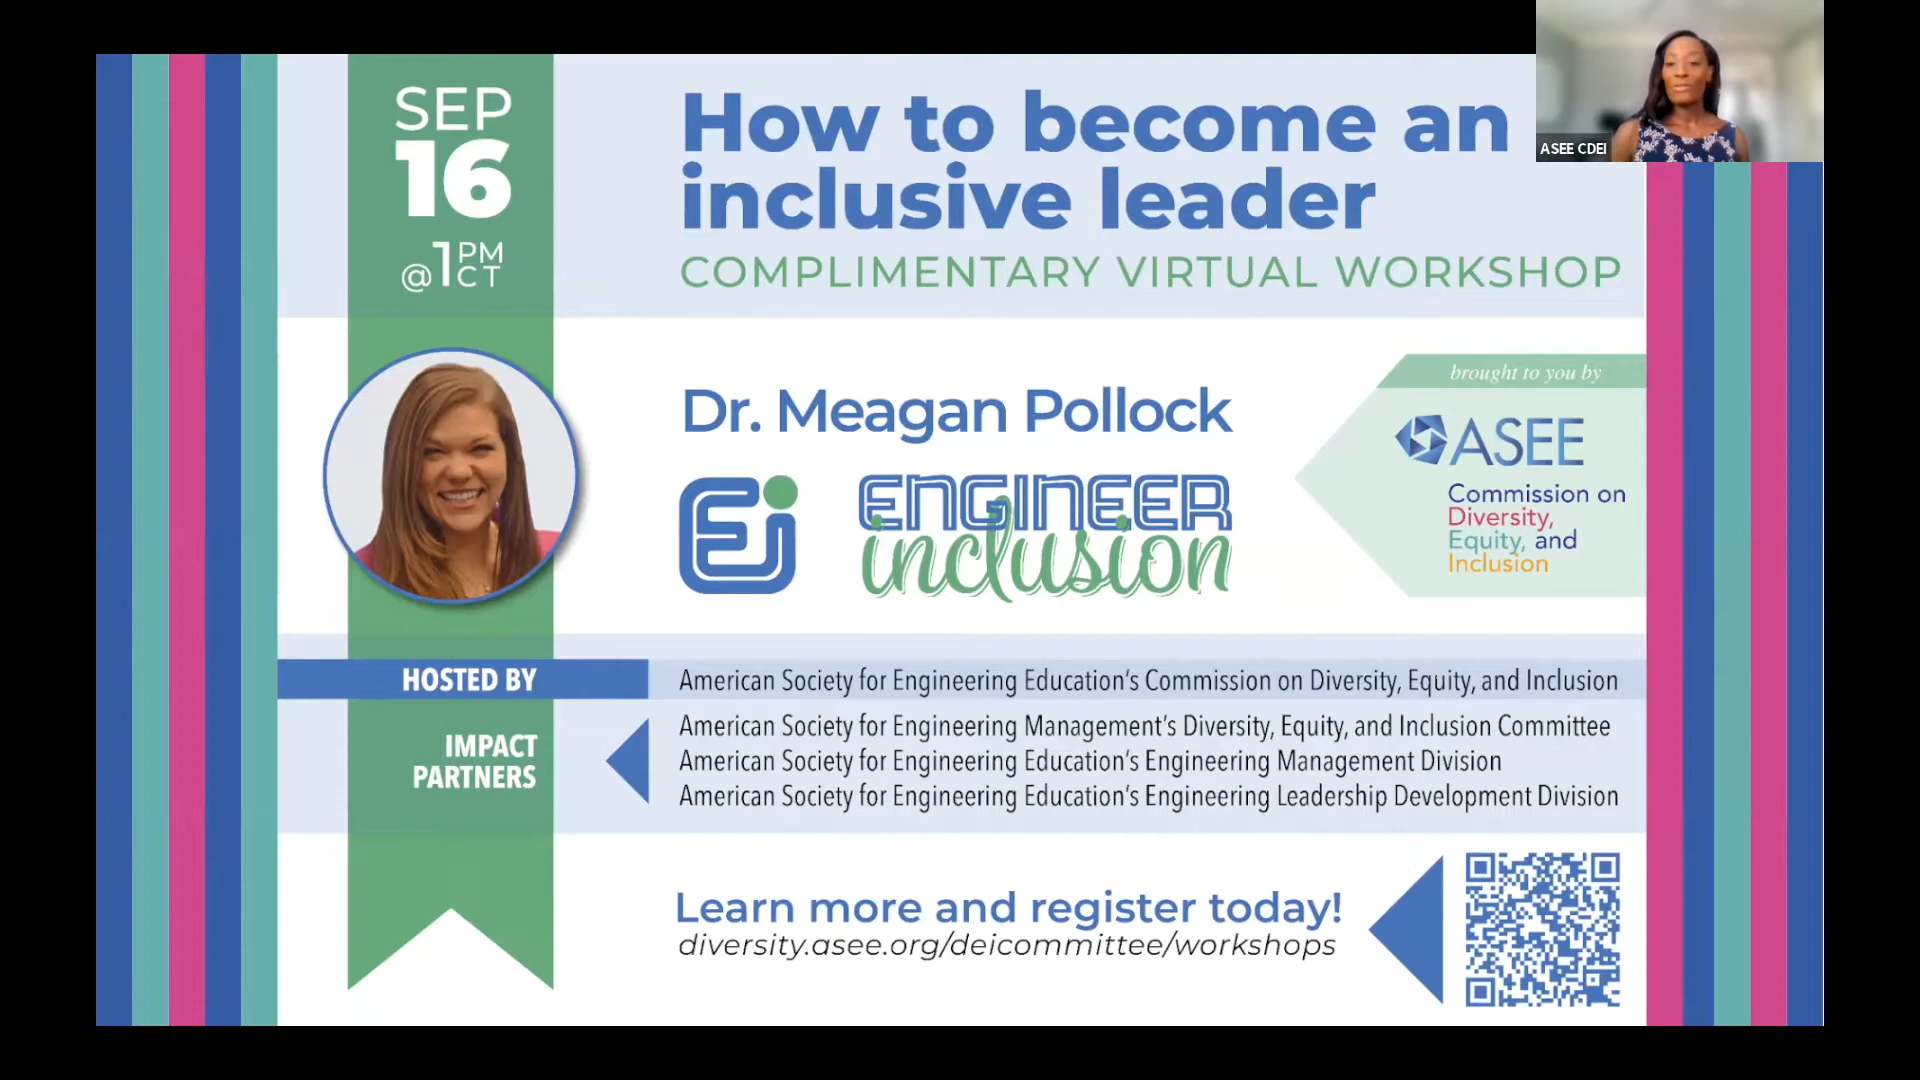 SEP
16
@1 PM
CT
How to become an
inclusive leader
COMPLIMENTARY VIRTUAL WORKSHOP
ASEE CDEI
Dr. Meagan Pollock
Ei
ENGINEER
inclusion
brought to you by
ASEE
Commission on
Diversity,
Equity, and
Inclusion
HOSTED BY
American Society for Engineering Education's Commission on Diversity, Equity, and Inclusion
IMPACT
PARTNERS
American Society for Engineering Management's Diversity, Equity, and Inclusion Committee
American Society for Engineering Education's Engineering Management Division
American Society for Engineering Education's Engineering Leadership Development Division
Learn more and register today!
diversity.asee.org/deicommittee/workshops